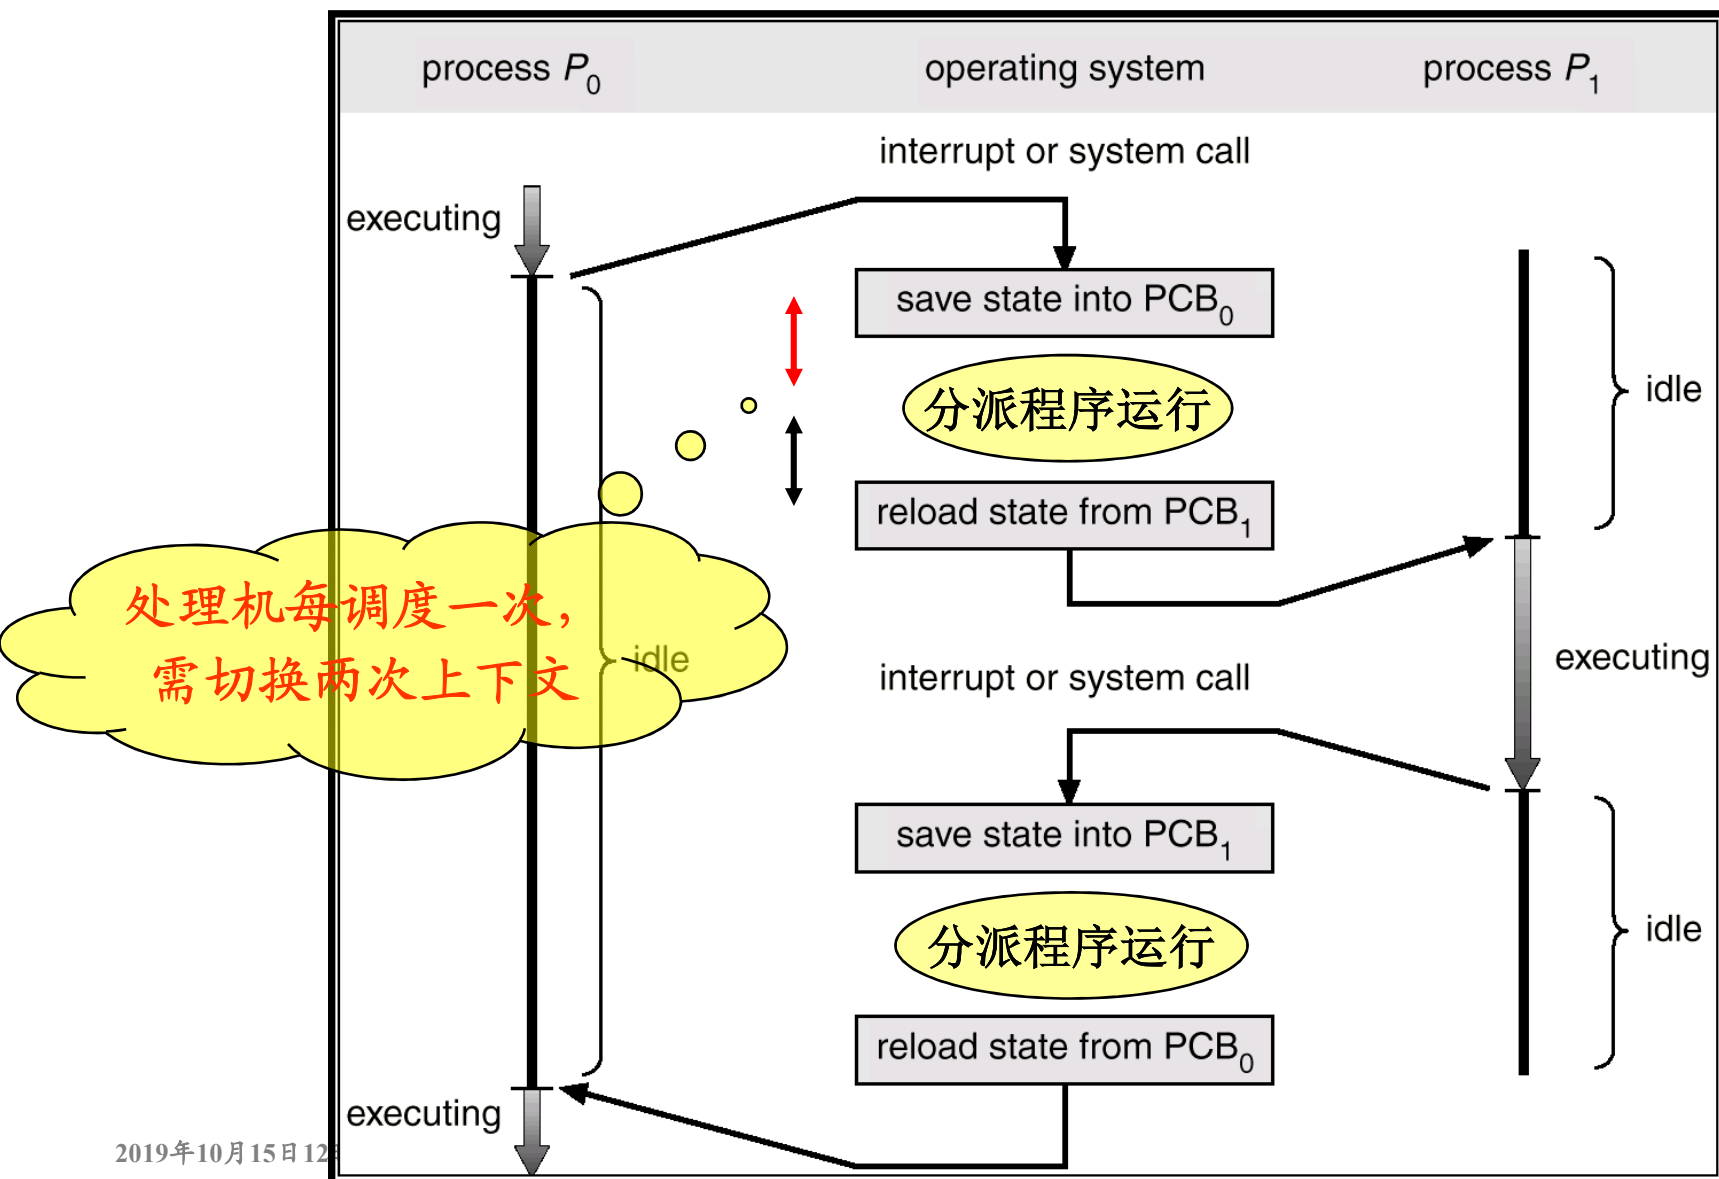 process P0
operating system
process P1
interrupt or system call
executing
save state into PCB0
分派程序运行
idle
reload state from PCB1
处理机每调度一次，
需切换两次上下文
idle
interrupt or system call
executing
save state into PCB1
分派程序运行
idle
reload state from PCB0
executing
2019年10月15日12